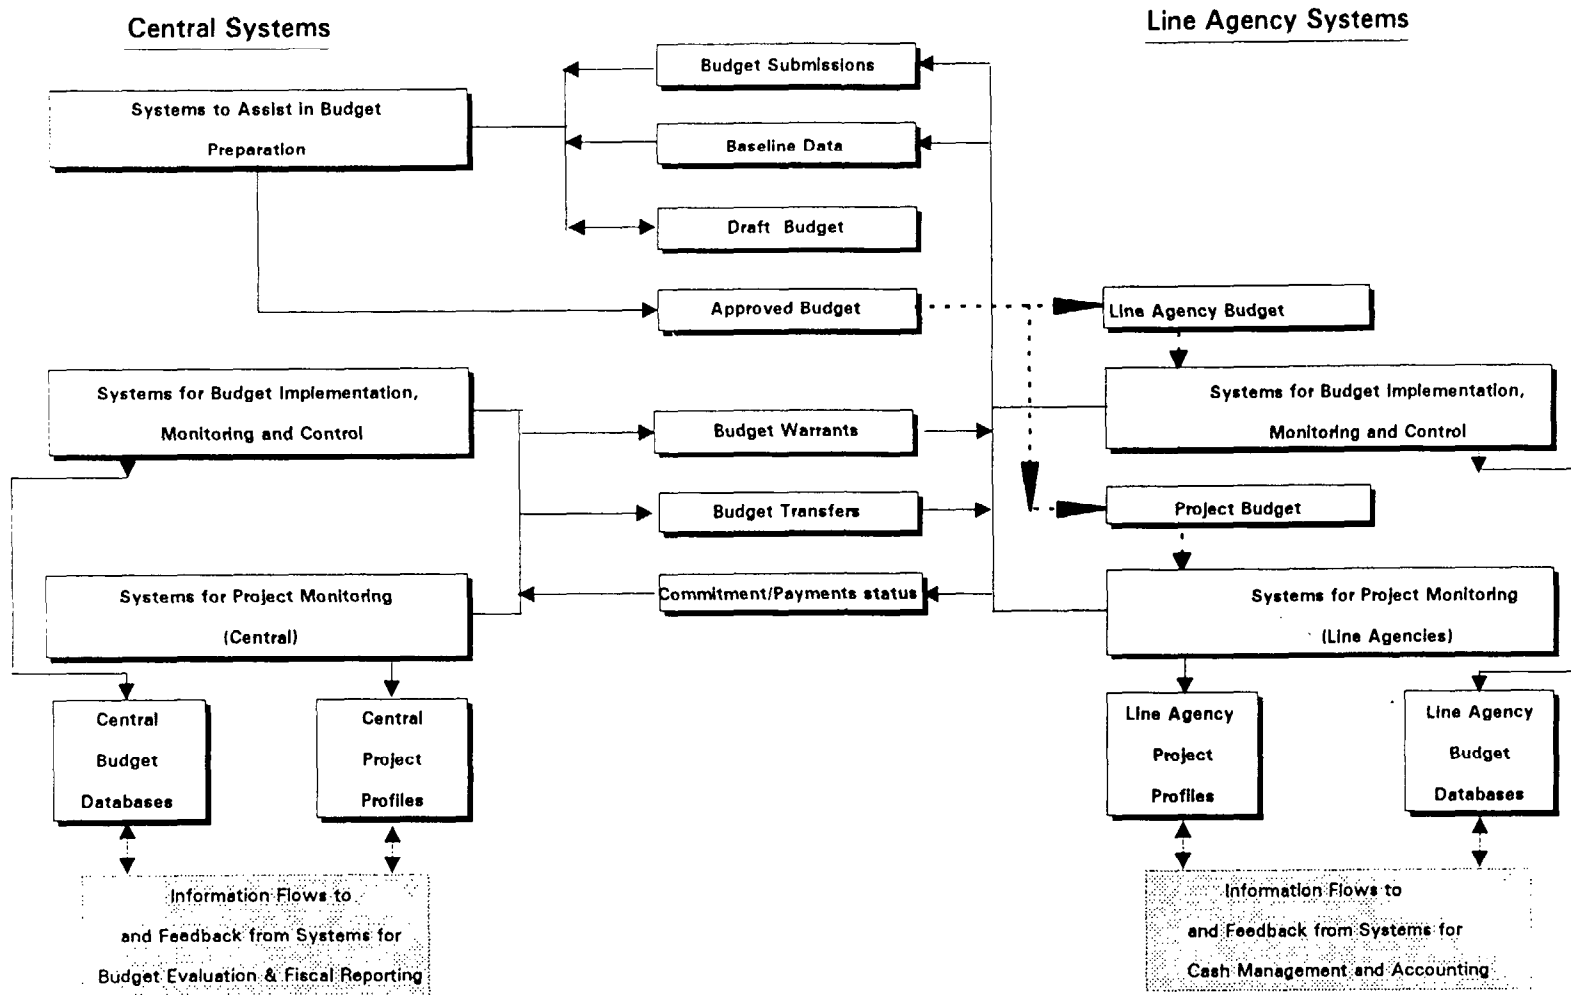 Central Systems
Line Agency Systems
Systems to Assist in Budget
Preparation
Budget Submissions
Baseline Data
Draft Budget
Approved Budget
Line Agency Budget
Systems for Budget Implementation,
Monitoring and Control
Budget Warrants
Systems for Budget Implementation,
Monitoring and Control
Budget Transfers
Project Budget
Systems for Project Monitoring
(Central)
Commitment/Payments status
Systems for Project Monitoring
(Line Agencies)
Central
Budget
Databases
Central
Project
Profiles
Line Agency
Project
Profiles
Line Agency
Budget
Databases
Information Flows to
and Feedback from Systems for
Budget Evaluation & Fiscal Reporting
Information Flows to
and Feedback from Systems for
Cash Management and Accounting